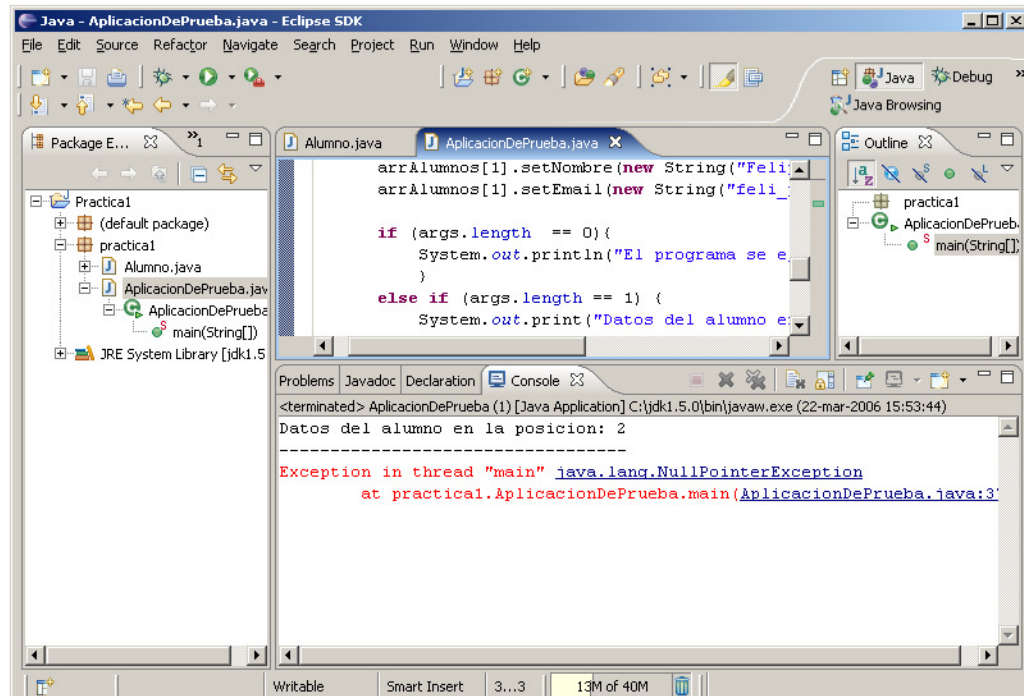 Java - AplicacionDePrueba.java - Eclipse SDK
File Edit Source Refactor Navigate Search Project Run Window Help
Java Debug »
Java Browsing
Package E... »1
Alumno.java AplicacionDePrueba.java
Outline
Practica1
(default package)
practica1
Alumno.java
AplicacionDePrueba.jav
AplicacionDePrueba
main(String[])
JRE System Library [jdk1.5
arrAlumnos[1].setNombre(new String("Feli
arrAlumnos[1].setEmail(new String("feli_
if (args.length == 0){
System.out.println("El programa se e
}
else if (args.length == 1) {
System.out.print("Datos del alumno e
practica1
AplicacionDePrueb
main(String[])
Problems Javadoc Declaration Console
<terminated> AplicacionDePrueba (1) [Java Application] C:\jdk1.5.0\bin\javaw.exe (22-mar-2006 15:53:44)
Datos del alumno en la posicion: 2
----------------------------------
Exception in thread "main" java.lang.NullPointerException
at practica1.AplicacionDePrueba.main(AplicacionDePrueba.java:3
Writable Smart Insert 3...3 13M of 40M